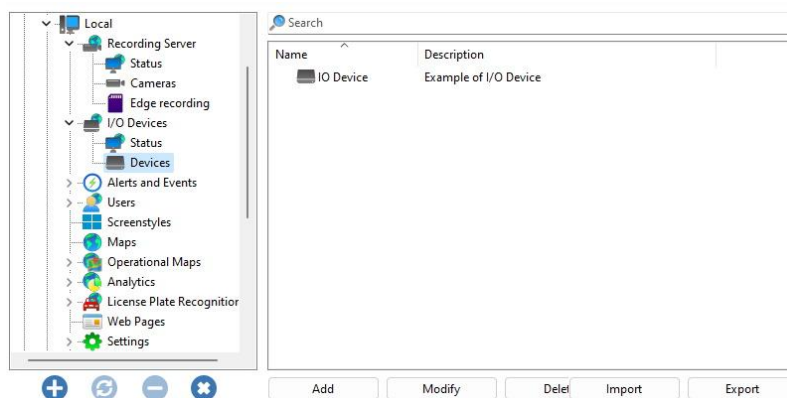 Local
Recording Server
Status
Cameras
Edge recording
I/O Devices
Status
Devices
Alerts and Events
Users
Screenstyles
Maps
Operational Maps
Analytics
License Plate Recognition
Web Pages
Settings
Search
Name Description
IO Device Example of I/O Device
Add Modify Delet Import Export